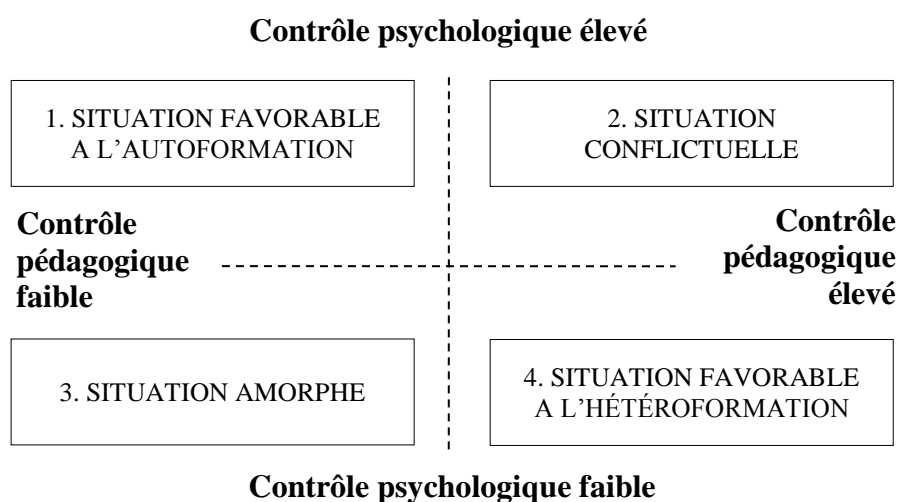 Contrôle psychologique élevé
1. SITUATION FAVORABLE
A L’AUTOFORMATION
2. SITUATION
CONFLICTUELLE
Contrôle
pédagogique
faible
Contrôle
pédagogique
élevé
3. SITUATION AMORPHE
4. SITUATION FAVORABLE
A L’HÉTÉROFORMATION
Contrôle psychologique faible